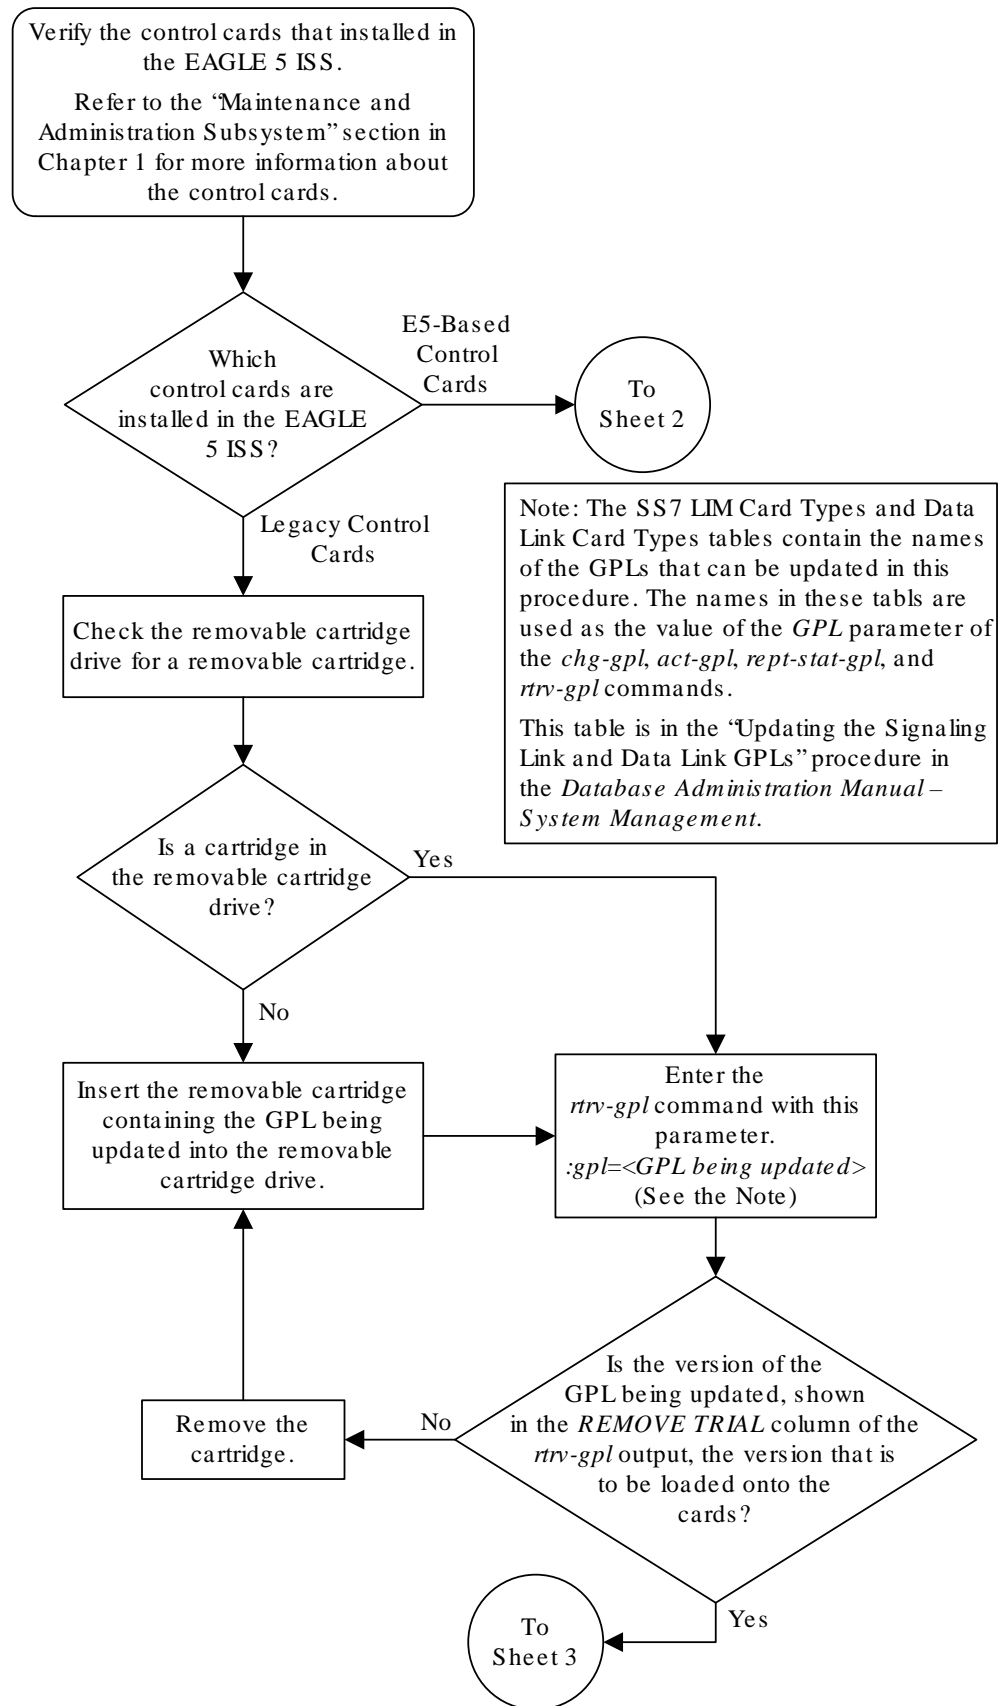 Verify the control cards that installed in
the EAGLE 5 ISS.
Refer to the “Maintenance and
Administration Subsystem” section in
Chapter 1 for more information about
the control cards.
Which
control cards are
installed in the EAGLE
5 ISS?
E5-Based
Control
Cards
To
Sheet 2
Legacy Control
Cards
Note: The SS7 LIM Card Types and Data
Link Card Types tables contain the names
of the GPLs that can be updated in this
procedure. The names in these tabls are
used as the value of the GPL parameter of
the chg-gpl, act-gpl, rept-stat-gpl, and
rtrv-gpl commands.
This table is in the “Updating the Signaling
Link and Data Link GPLs” procedure in
the Database Administration Manual –
System Management.
Check the removable cartridge
drive for a removable cartridge.
Is a cartridge in
the removable cartridge
drive?
Yes
No
Insert the removable cartridge
containing the GPL being
updated into the removable
cartridge drive.
Enter the
rtrv-gpl command with this
parameter.
:gpl=<GPL being updated>
(See the Note)
Is the version of the
GPL being updated, shown
in the REMOVE TRIAL column of the
rtrv-gpl output, the version that is
to be loaded onto the
cards?
No
Remove the
cartridge.
Yes
To
Sheet 3